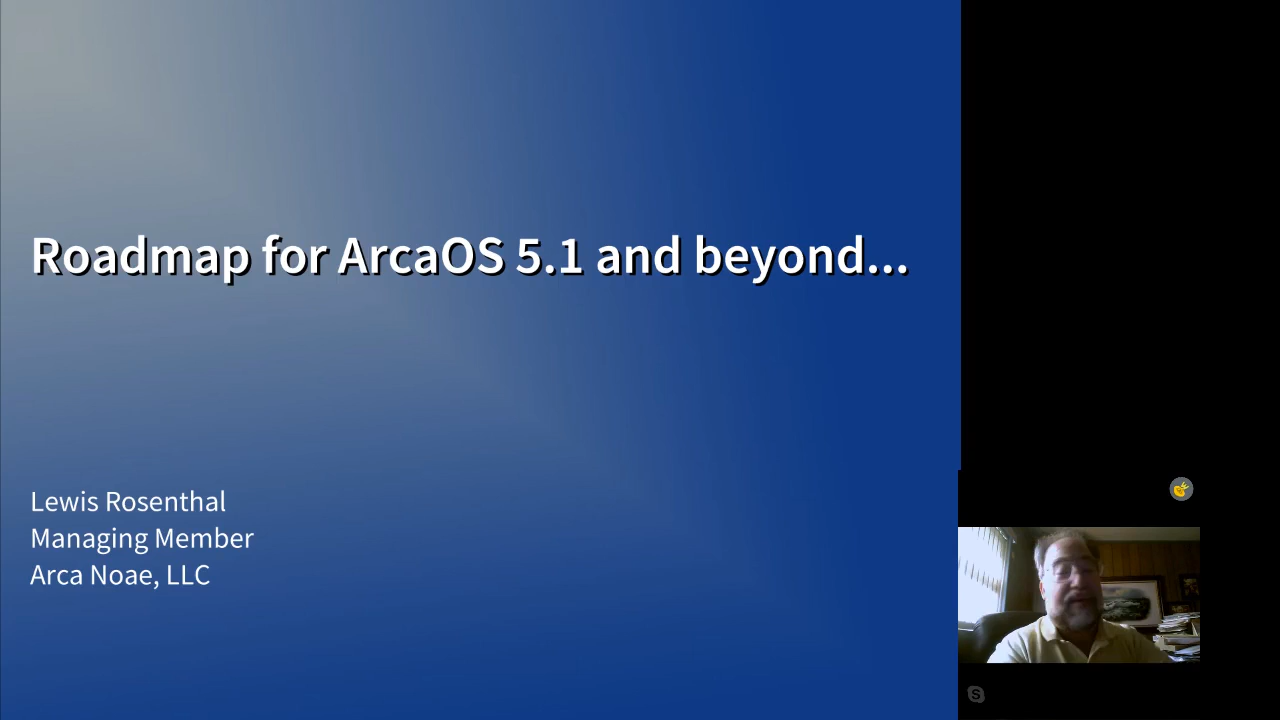 Roadmap for ArcaOS 5.1 and beyond...
Lewis Rosenthal
Managing Member
Arca Noae, LLC